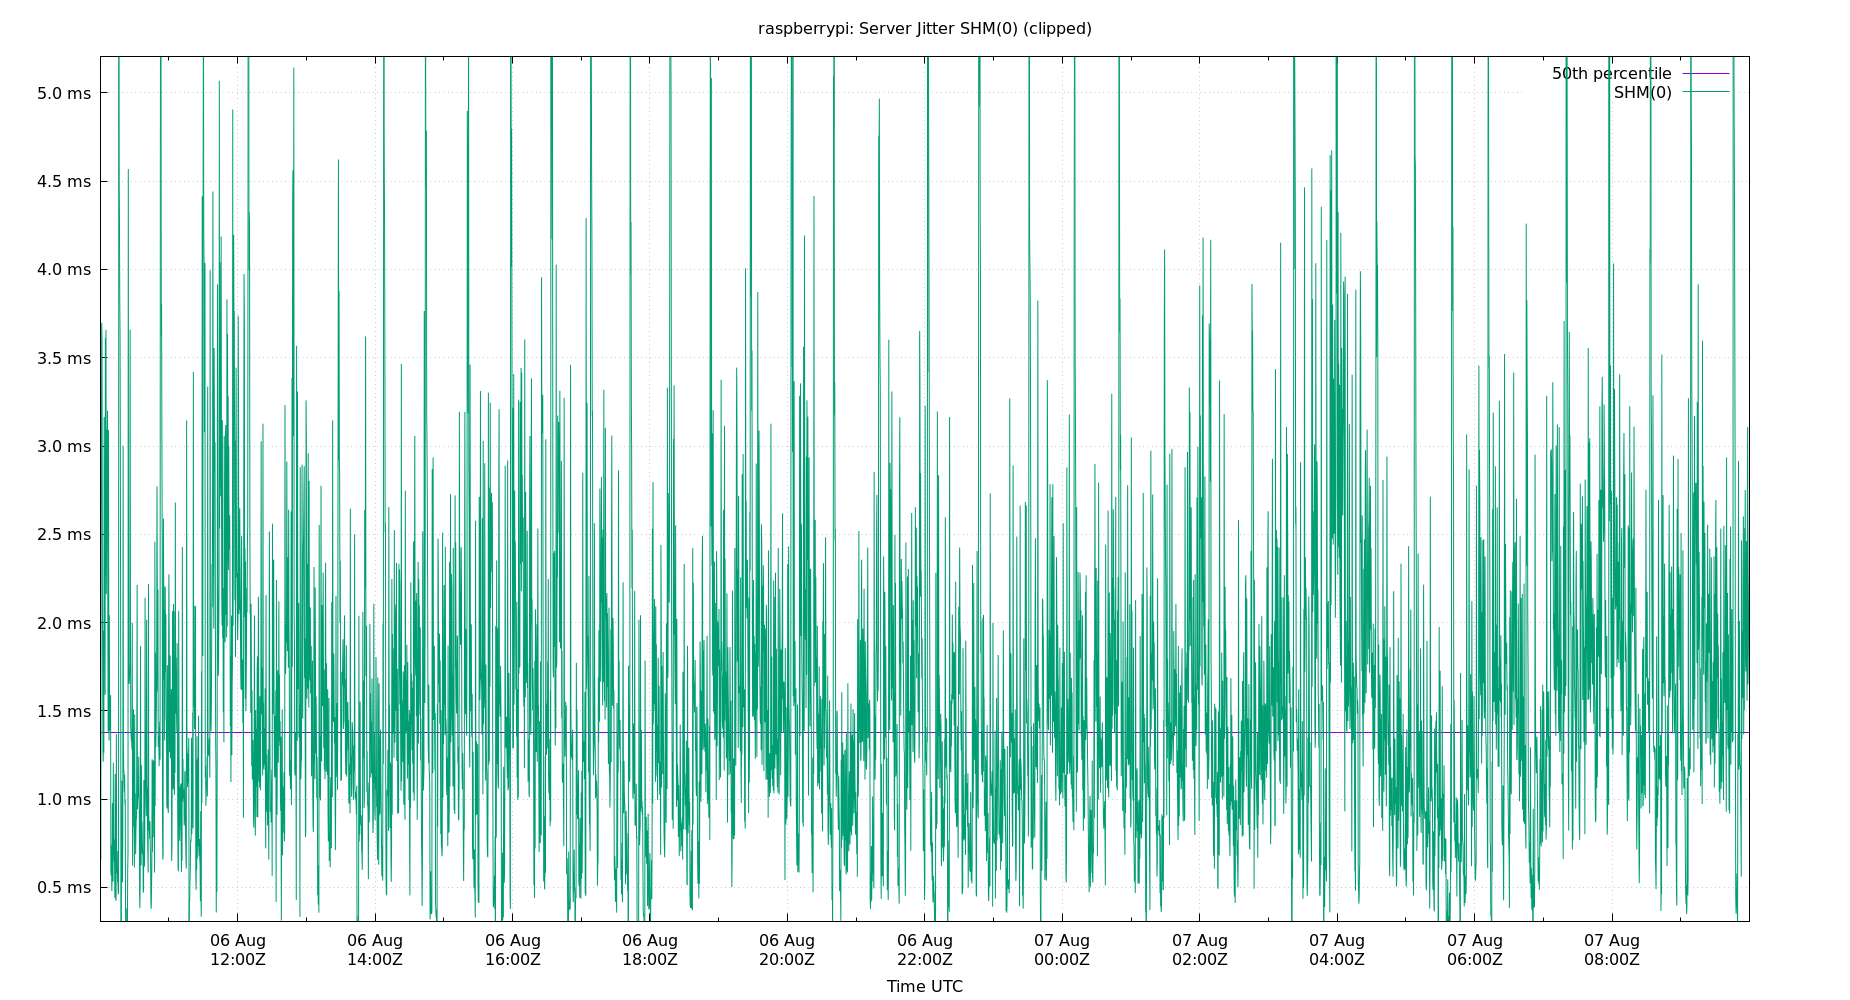 raspberrypi: Server Jitter SHM(0) (clipped)
50th percentile
SHM(0)
5.0 ms
4.5 ms
4.0 ms
3.5 ms
3.0 ms
2.5 ms
2.0 ms
1.5 ms
1.0 ms
0.5 ms
06 Aug 06 Aug 06 Aug 06 Aug 06 Aug 06 Aug 07 Aug 07 Aug 07 Aug 07 Aug 07 Aug
12:00Z 14:00Z 16:00Z 18:00Z 20:00Z 22:00Z 00:00Z 02:00Z 04:00Z 06:00Z 08:00Z
Time UTC